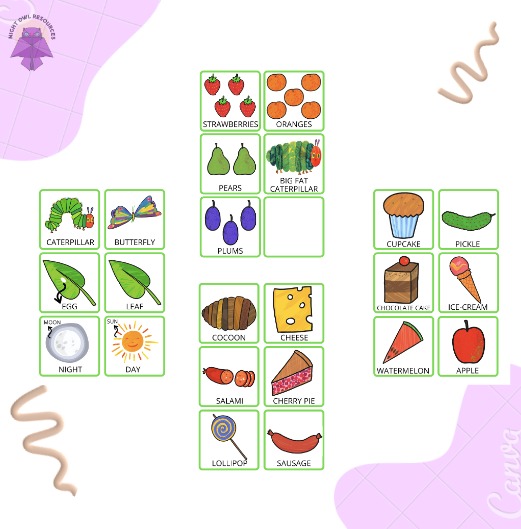 NIGHT OWL RESOURCES
STRAWBERRIES
ORANGES
PEARS
BIG FAT
CATERPILLAR
PLUMS
CATERPILLAR
BUTTERFLY
EGG
LEAF
MOON
NIGHT
SUN
DAY
COCOON
CHEESE
SALAMI
CHERRY PIE
LOLLIPOP
SAUSAGE
CUPCAKE
PICKLE
CHOCOLATE CAKE
ICE-CREAM
WATERMELON
APPLE
Canva